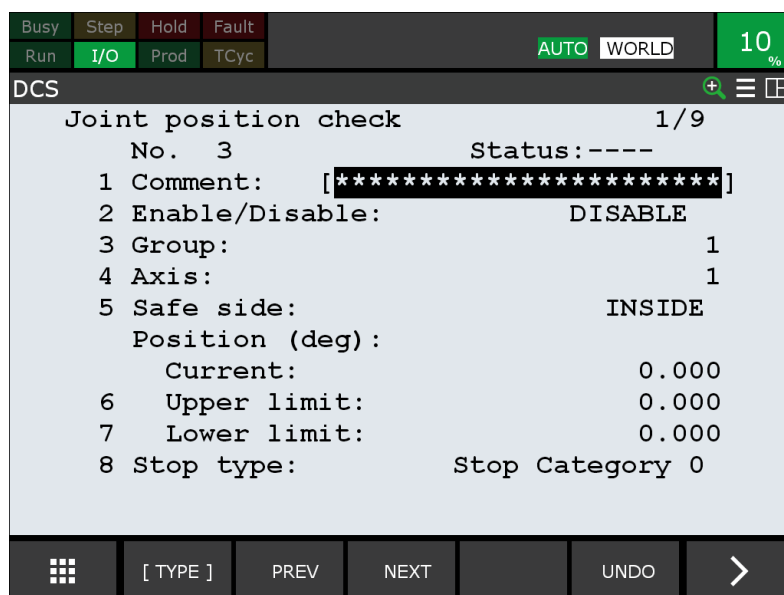 Busy Step Hold Fault
Run I/O Prod TCyc AUTO WORLD 10 %
DCS
Joint position check 1/9
No. 3 Status:----
1 Comment: [***********************]
2 Enable/Disable: DISABLE
3 Group: 1
4 Axis: 1
5 Safe side: INSIDE
Position (deg):
Current: 0.000
6 Upper limit: 0.000
7 Lower limit: 0.000
8 Stop type: Stop Category 0
[ TYPE ] PREV NEXT UNDO >